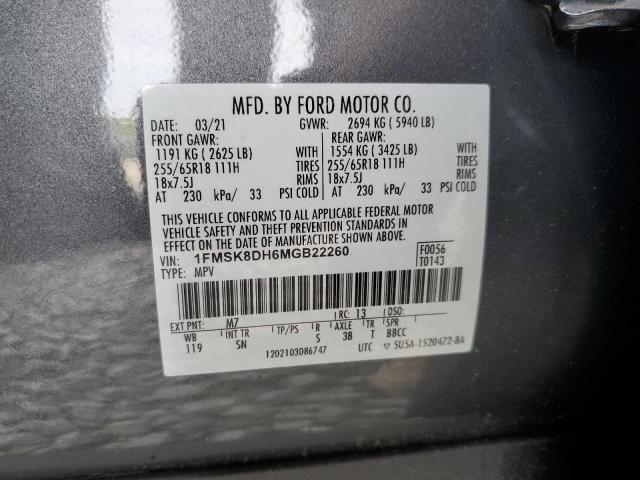 MFD. BY FORD MOTOR CO.
DATE: 03/21 GVWR: 2694 KG ( 5940 LB)
FRONT GAWR: REAR GAWR:
1191 KG ( 2625 LB) WITH 1554 KG ( 3425 LB) WITH
255/65R18 111H TIRES 255/65R18 111H TIRES
18x7.5J RIMS 18x7.5J RIMS
AT 230 kPa/ 33 PSI COLD AT 230 kPa/ 33 PSI COLD
THIS VEHICLE CONFORMS TO ALL APPLICABLE FEDERAL MOTOR
VEHICLE SAFETY AND THEFT PREVENTION STANDARDS IN
EFFECT ON THE DATE OF MANUFACTURE SHOWN ABOVE.
VIN: 1FMSK8DH6MGB22260 F0056
TYPE: MPV T0143
EXT PNT: M7 RC: 13 DSO:
WB INT TR TP/PS R AXLE TR SPR
119 SN S 3B T BBCC
1202103086747 UTC ▽ 5U5A-1520472-BA